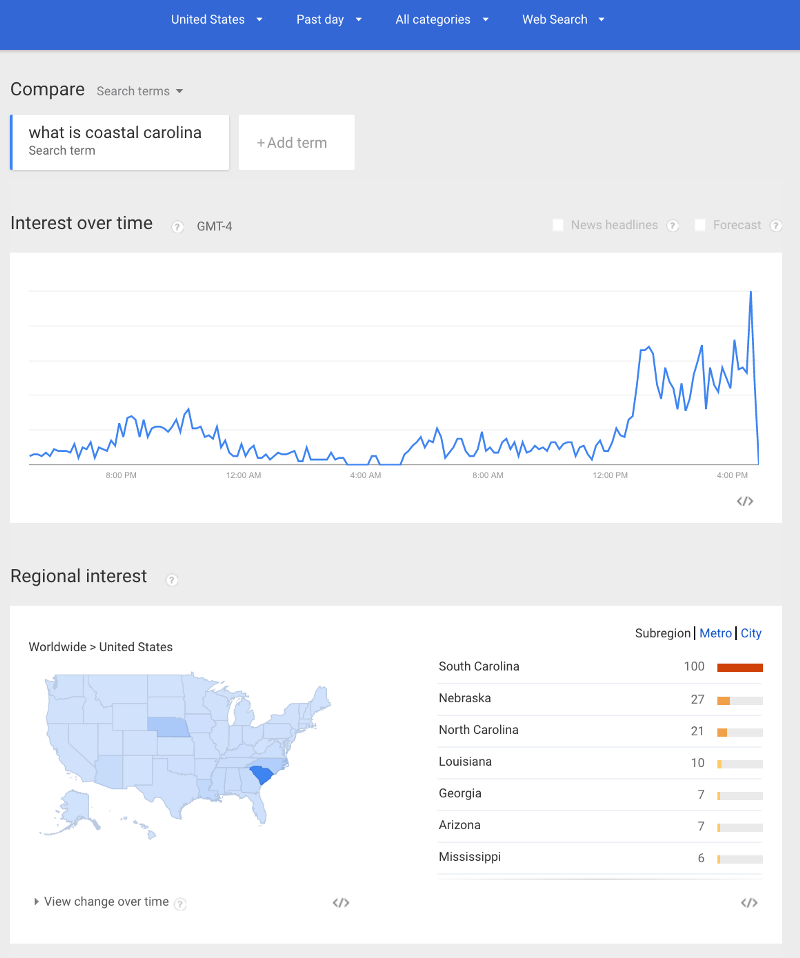 United States Past day All categories Web Search
Compare Search terms
what is coastal carolina
Search term
+Add term
Interest over time ? GMT-4 News headlines ? Forecast ?
8:00 PM 12:00 AM 4:00 AM 8:00 AM 12:00 PM 4:00 PM
</>
Regional interest ?
Subregion | Metro | City
Worldwide > United States
South Carolina 100
Nebraska 27
North Carolina 21
Louisiana 10
Georgia 7
Arizona 7
Mississippi 6
View change over time ? </> </>